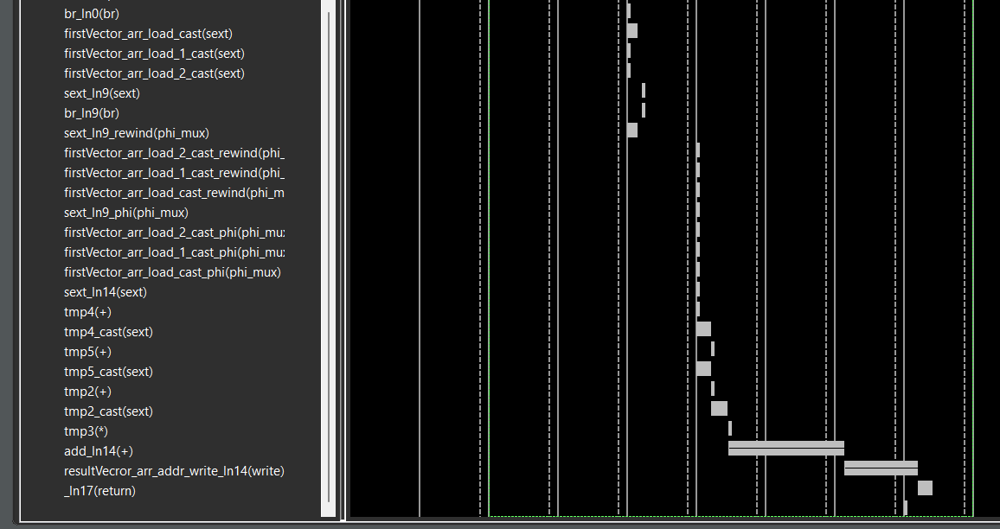 br_ln0(br)
firstVector_arr_load_cast(sext)
firstVector_arr_load_1_cast(sext)
firstVector_arr_load_2_cast(sext)
sext_ln9(sext)
br_ln9(br)
sext_ln9_rewind(phi_mux)
firstVector_arr_load_2_cast_rewind(phi_
firstVector_arr_load_1_cast_rewind(phi_
firstVector_arr_load_cast_rewind(phi_m
sext_ln9_phi(phi_mux)
firstVector_arr_load_2_cast_phi(phi_mu
firstVector_arr_load_1_cast_phi(phi_mu
firstVector_arr_load_cast_phi(phi_mux)
sext_ln14(sext)
tmp4(+)
tmp4_cast(sext)
tmp5(+)
tmp5_cast(sext)
tmp2(+)
tmp2_cast(sext)
tmp3(*)
add_ln14(+)
resultVecror_arr_addr_write_ln14(write)
_ln17(return)